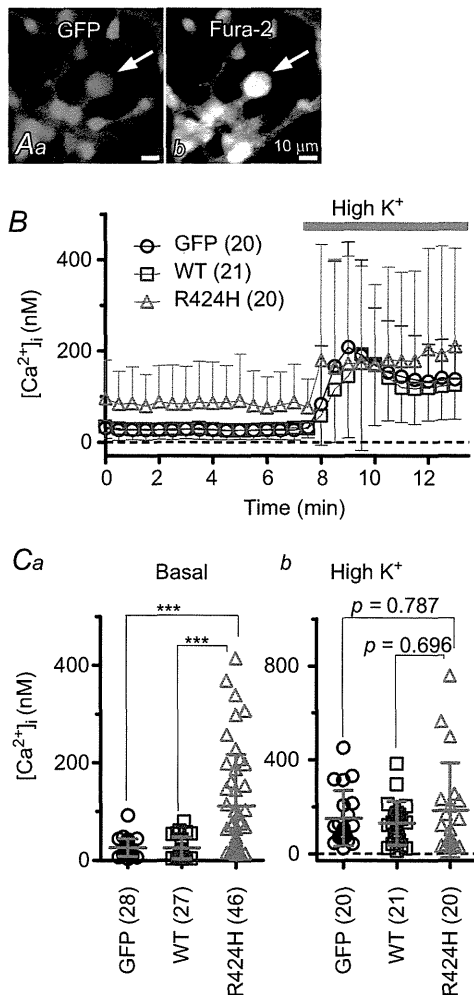 GFP
Fura-2
Aa
b
10 μm
B
High K⁺
GFP (20)
WT (21)
R424H (20)
[Ca²⁺]ᵢ (nM)
400
200
0
0 2 4 6 8 10 12
Time (min)
Ca
Basal
b
High K⁺
***
***
p = 0.787
p = 0.696
[Ca²⁺]ᵢ (nM)
400
200
0
800
400
0
GFP (28)
WT (27)
R424H (46)
GFP (20)
WT (21)
R424H (20)